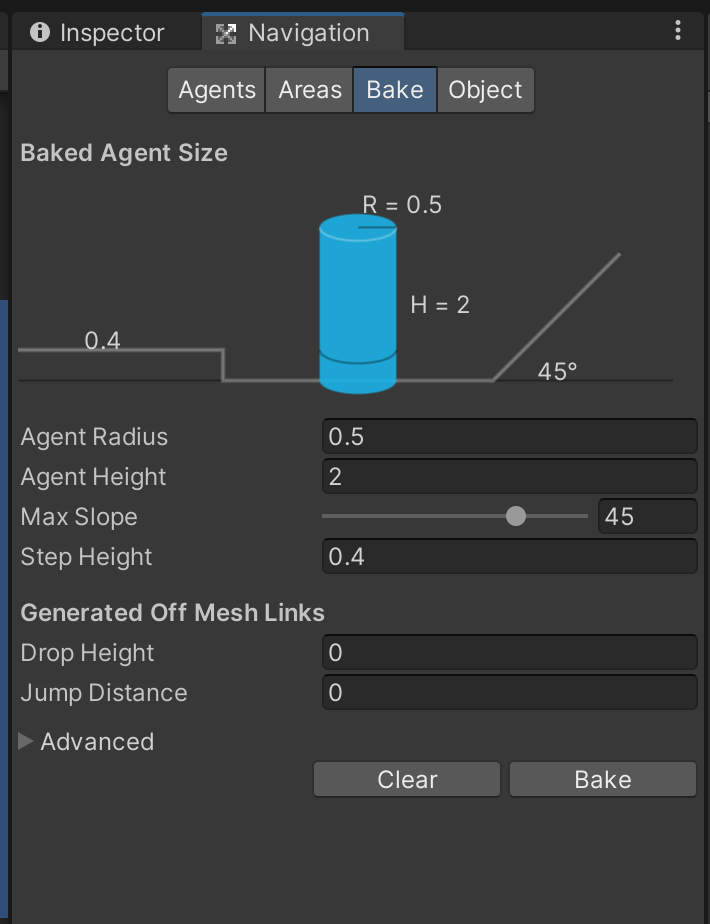 Inspector Navigation
Agents Areas Bake Object
Baked Agent Size
R = 0.5
H = 2
0.4
45°
Agent Radius 0.5
Agent Height 2
Max Slope 45
Step Height 0.4
Generated Off Mesh Links
Drop Height 0
Jump Distance 0
Advanced
Clear Bake